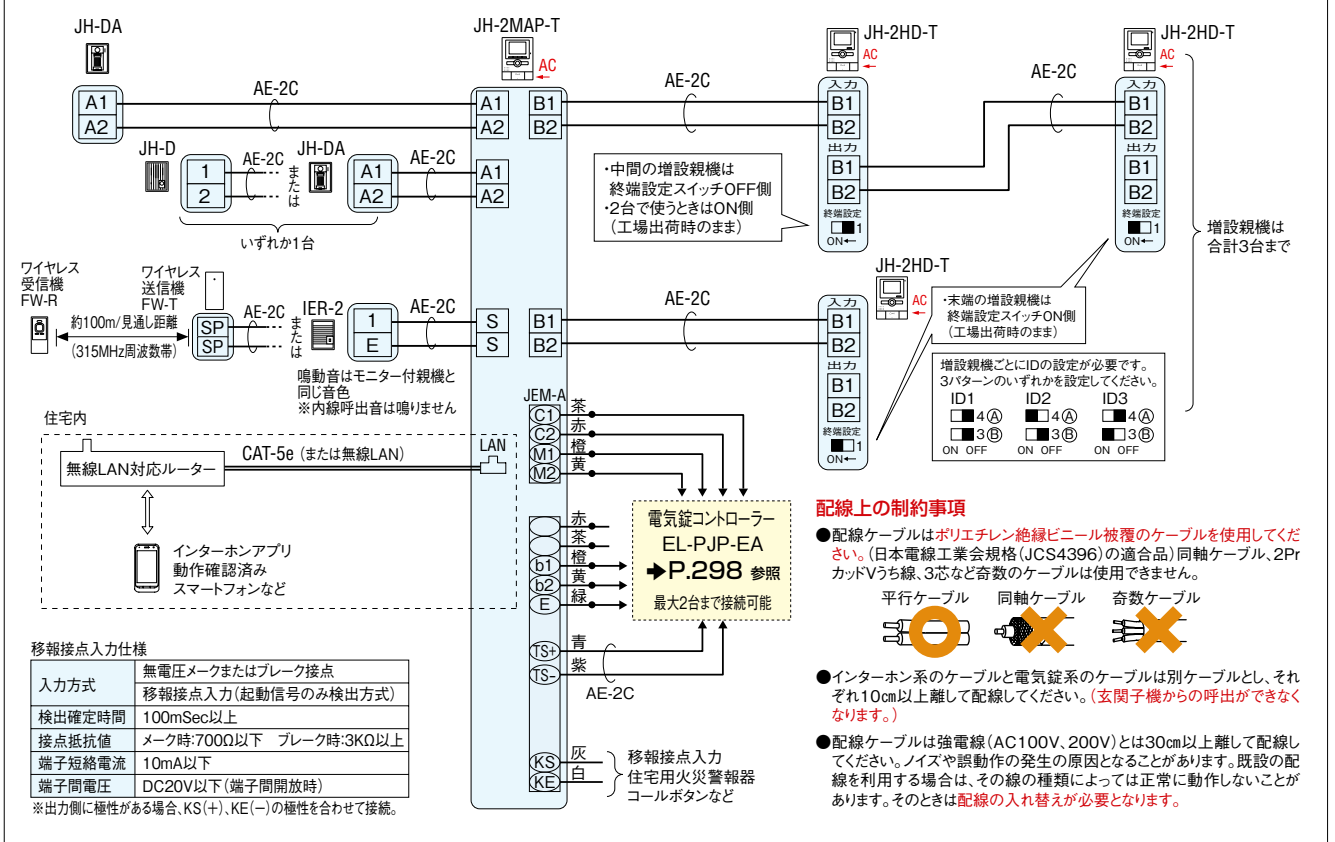 JH-DA
A1
A2
AE-2C
JH-2MAP-T
AC
A1
A2
B1
B2
AE-2C
JH-2HD-T
AC
入力
B1
B2
出力
B1
B2
終端設定
1
ON←
AE-2C
JH-2HD-T
AC
入力
B1
B2
出力
B1
B2
終端設定
1
ON←
増設親機は
合計3台まで
JH-D
1
2
AE-2C
または
JH-DA
A1
A2
AE-2C
A1
A2
いずれか1台
・中間の増設親機は
終端設定スイッチOFF側
・2台で使うときはON側
(工場出荷時のまま)
ワイヤレス
受信機
FW-R
約100m/見通し距離
(315MHz周波数帯)
ワイヤレス
送信機
FW-T
SP
SP
AE-2C
または
IER-2
1
E
AE-2C
S
S
鳴動音はモニター付親機と
同じ音色
※内線呼出音は鳴りません
B1
B2
AE-2C
JH-2HD-T
AC
入力
B1
B2
出力
B1
B2
終端設定
1
ON←
・末端の増設親機は
終端設定スイッチON側
(工場出荷時のまま)
増設親機ごとにIDの設定が必要です。
3パターンのいずれかを設定してください。
ID1 ID2 ID3
4Ⓐ 4Ⓐ 4Ⓐ
3Ⓑ 3Ⓑ 3Ⓑ
ON OFF ON OFF ON OFF
住宅内
無線LAN対応ルーター
CAT-5e (または無線LAN)
LAN
インターホンアプリ
動作確認済み
スマートフォンなど
JEM-A
C1 茶
C2 赤
M1 橙
M2 黄
赤
茶
b1 橙
b2 黄
E 緑
TS+ 青
TS− 紫
AE-2C
電気錠コントローラー
EL-PJP-EA
➔P.298 参照
最大2台まで接続可能
KS 灰
KE 白
移報接点入力
住宅用火災警報器
コールボタンなど
移報接点入力仕様
入力方式 無電圧メークまたはブレーク接点
移報接点入力(起動信号のみ検出方式)
検出確定時間 100mSec以上
接点抵抗値 メーク時:700Ω以下 ブレーク時:3KΩ以上
端子短絡電流 10mA以下
端子間電圧 DC20V以下(端子間開放時)
※出力側に極性がある場合、KS(+)、KE(−)の極性を合わせて接続。
配線上の制約事項
●配線ケーブルはポリエチレン絶縁ビニール被覆のケーブルを使用してくだ
さい。(日本電線工業会規格(JCS4396)の適合品)同軸ケーブル、2Pr
カッドVうち線、3芯など奇数のケーブルは使用できません。
平行ケーブル 同軸ケーブル 奇数ケーブル
●インターホン系のケーブルと電気錠系のケーブルは別ケーブルとし、それ
ぞれ10㎝以上離して配線してください。(玄関子機からの呼出ができなく
なります。)
●配線ケーブルは強電線(AC100V、200V)とは30㎝以上離して配線し
てください。ノイズや誤動作の発生の原因となることがあります。既設の配
線を利用する場合は、その線の種類によっては正常に動作しないことが
あります。そのときは配線の入れ替えが必要となります。